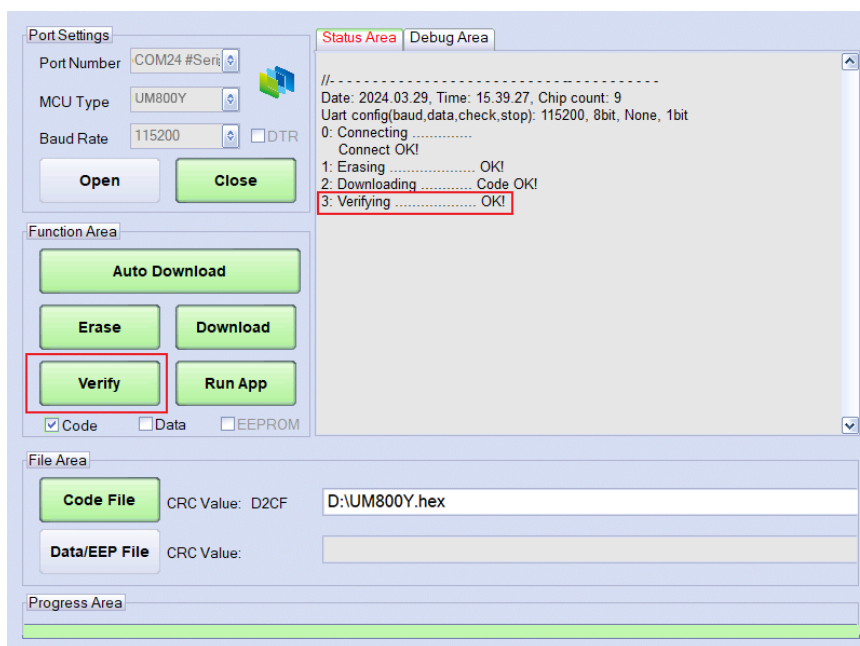 Port Settings
Port Number COM24 #Seri
MCU Type UM800Y
Baud Rate 115200 DTR
Open Close
Function Area
Auto Download
Erase Download
Verify Run App
Code Data EEPROM
Status Area Debug Area
//- - - - - - - - - - - - - - - - - - - - - - - - - - - - - -- - - - - - - - - - - -
Date: 2024.03.29, Time: 15.39.27, Chip count: 9
Uart config(baud,data,check,stop): 115200, 8bit, None, 1bit
0: Connecting ..............
Connect OK!
1: Erasing .................... OK!
2: Downloading ............ Code OK!
3: Verifying ................... OK!
File Area
Code File CRC Value: D2CF D:\UM800Y.hex
Data/EEP File CRC Value:
Progress Area